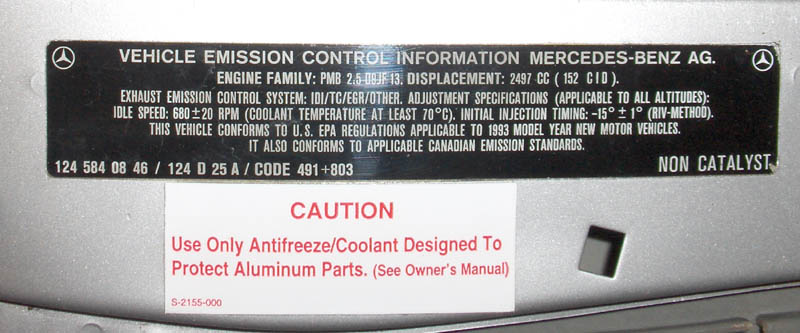 VEHICLE EMISSION CONTROL INFORMATION MERCEDES-BENZ AG.
ENGINE FAMILY: PMB 2.5 D9JF 13. DISPLACEMENT: 2497 CC ( 152 CID ).
EXHAUST EMISSION CONTROL SYSTEM: IDI/TC/EGR/OTHER. ADJUSTMENT SPECIFICATIONS (APPLICABLE TO ALL ALTITUDES):
IDLE SPEED: 680±20 RPM (COOLANT TEMPERATURE AT LEAST 70°C). INITIAL INJECTION TIMING: -15° ± 1° (RIV-METHOD).
THIS VEHICLE CONFORMS TO U.S. EPA REGULATIONS APPLICABLE TO 1993 MODEL YEAR NEW MOTOR VEHICLES.
IT ALSO CONFORMS TO APPLICABLE CANADIAN EMISSION STANDARDS.
124 584 08 46 / 124 D 25 A / CODE 491+803 NON CATALYST
CAUTION
Use Only Antifreeze/Coolant Designed To
Protect Aluminum Parts. (See Owner's Manual)
S-2155-000